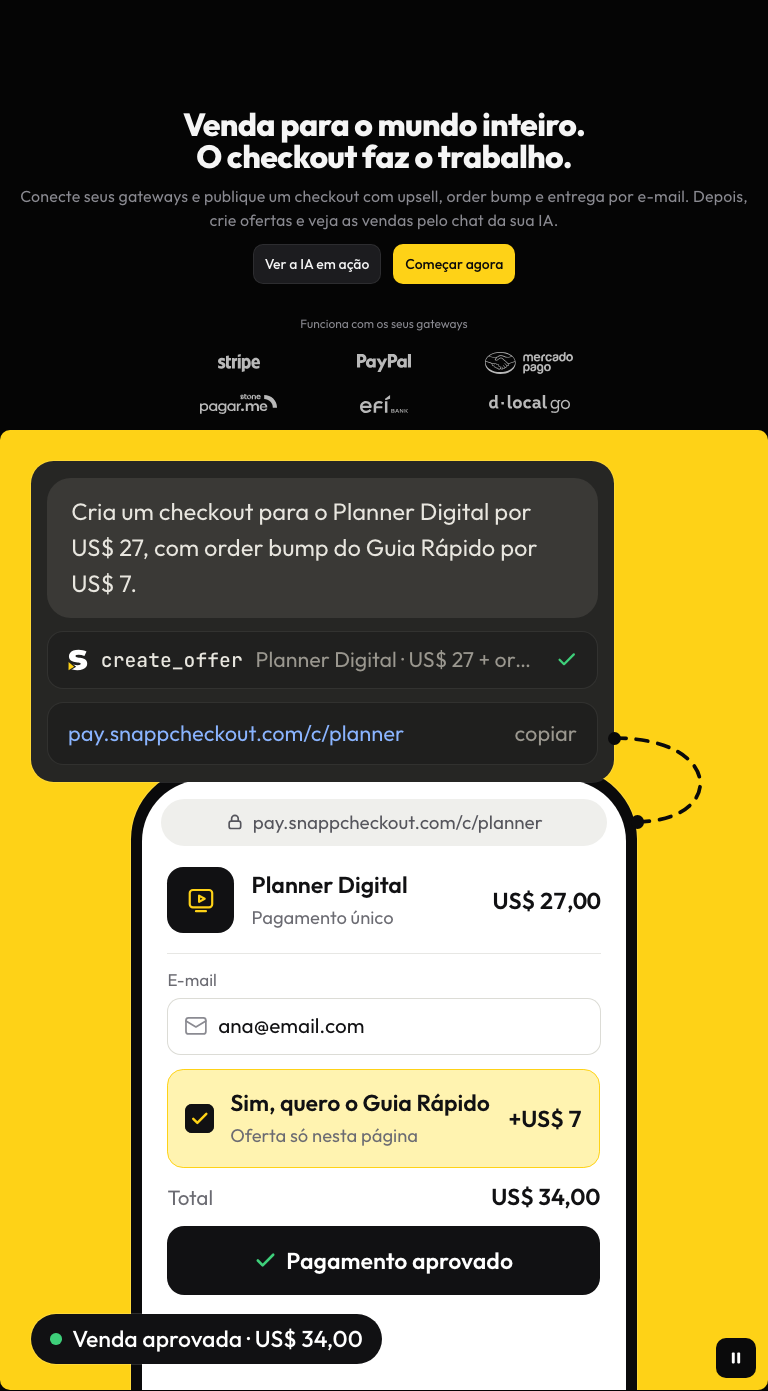 Venda para o mundo inteiro.
O checkout faz o trabalho.
Conecte seus gateways e publique um checkout com upsell, order bump e entrega por e-mail. Depois,
crie ofertas e veja as vendas pelo chat da sua IA.
Ver a IA em ação
Começar agora
Funciona com os seus gateways
stripe
PayPal
mercado
pago
stone
pagar.me
efí BANK
d·local go
Cria um checkout para o Planner Digital por
US$ 27, com order bump do Guia Rápido por
US$ 7.
S create_offer Planner Digital · US$ 27 + or...
pay.snappcheckout.com/c/planner copiar
pay.snappcheckout.com/c/planner
Planner Digital
Pagamento único
US$ 27,00
E-mail
ana@email.com
Sim, quero o Guia Rápido
Oferta só nesta página
+US$ 7
Total US$ 34,00
Pagamento aprovado
Venda aprovada · US$ 34,00